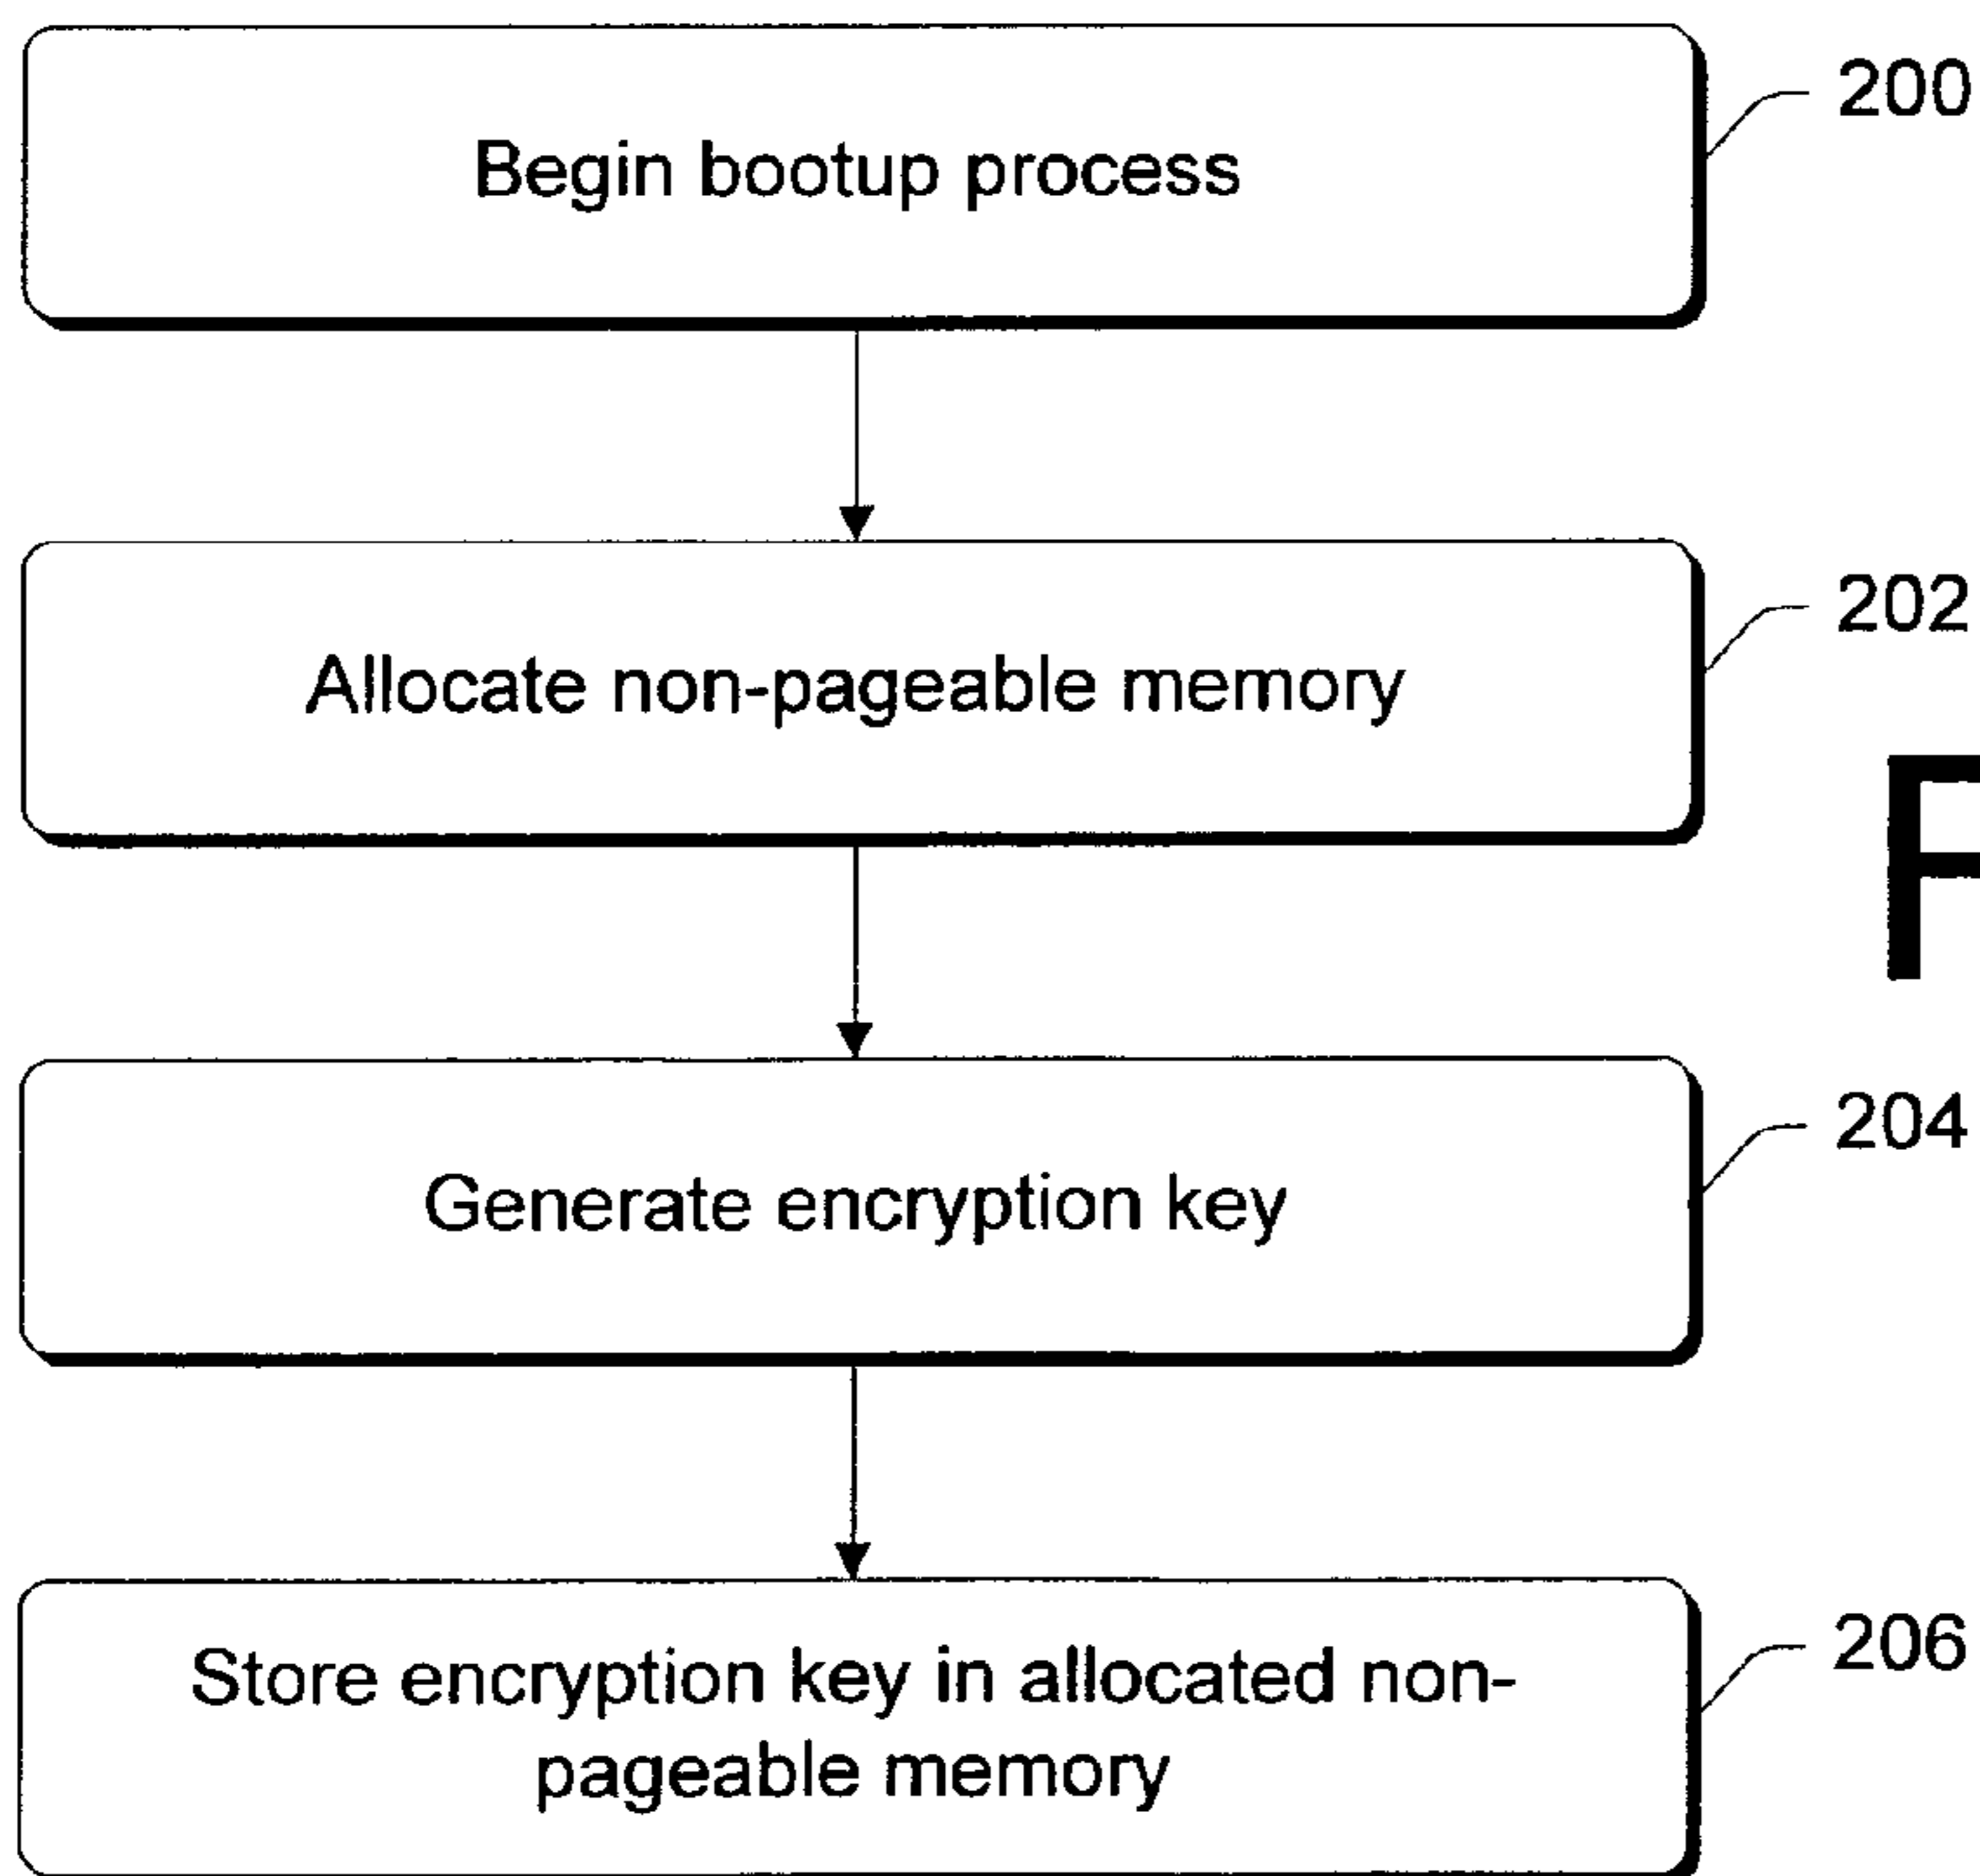 Begin bootup process
200
Allocate non-pageable memory
202
F
Generate encryption key
204
Store encryption key in allocated non-
pageable memory
206